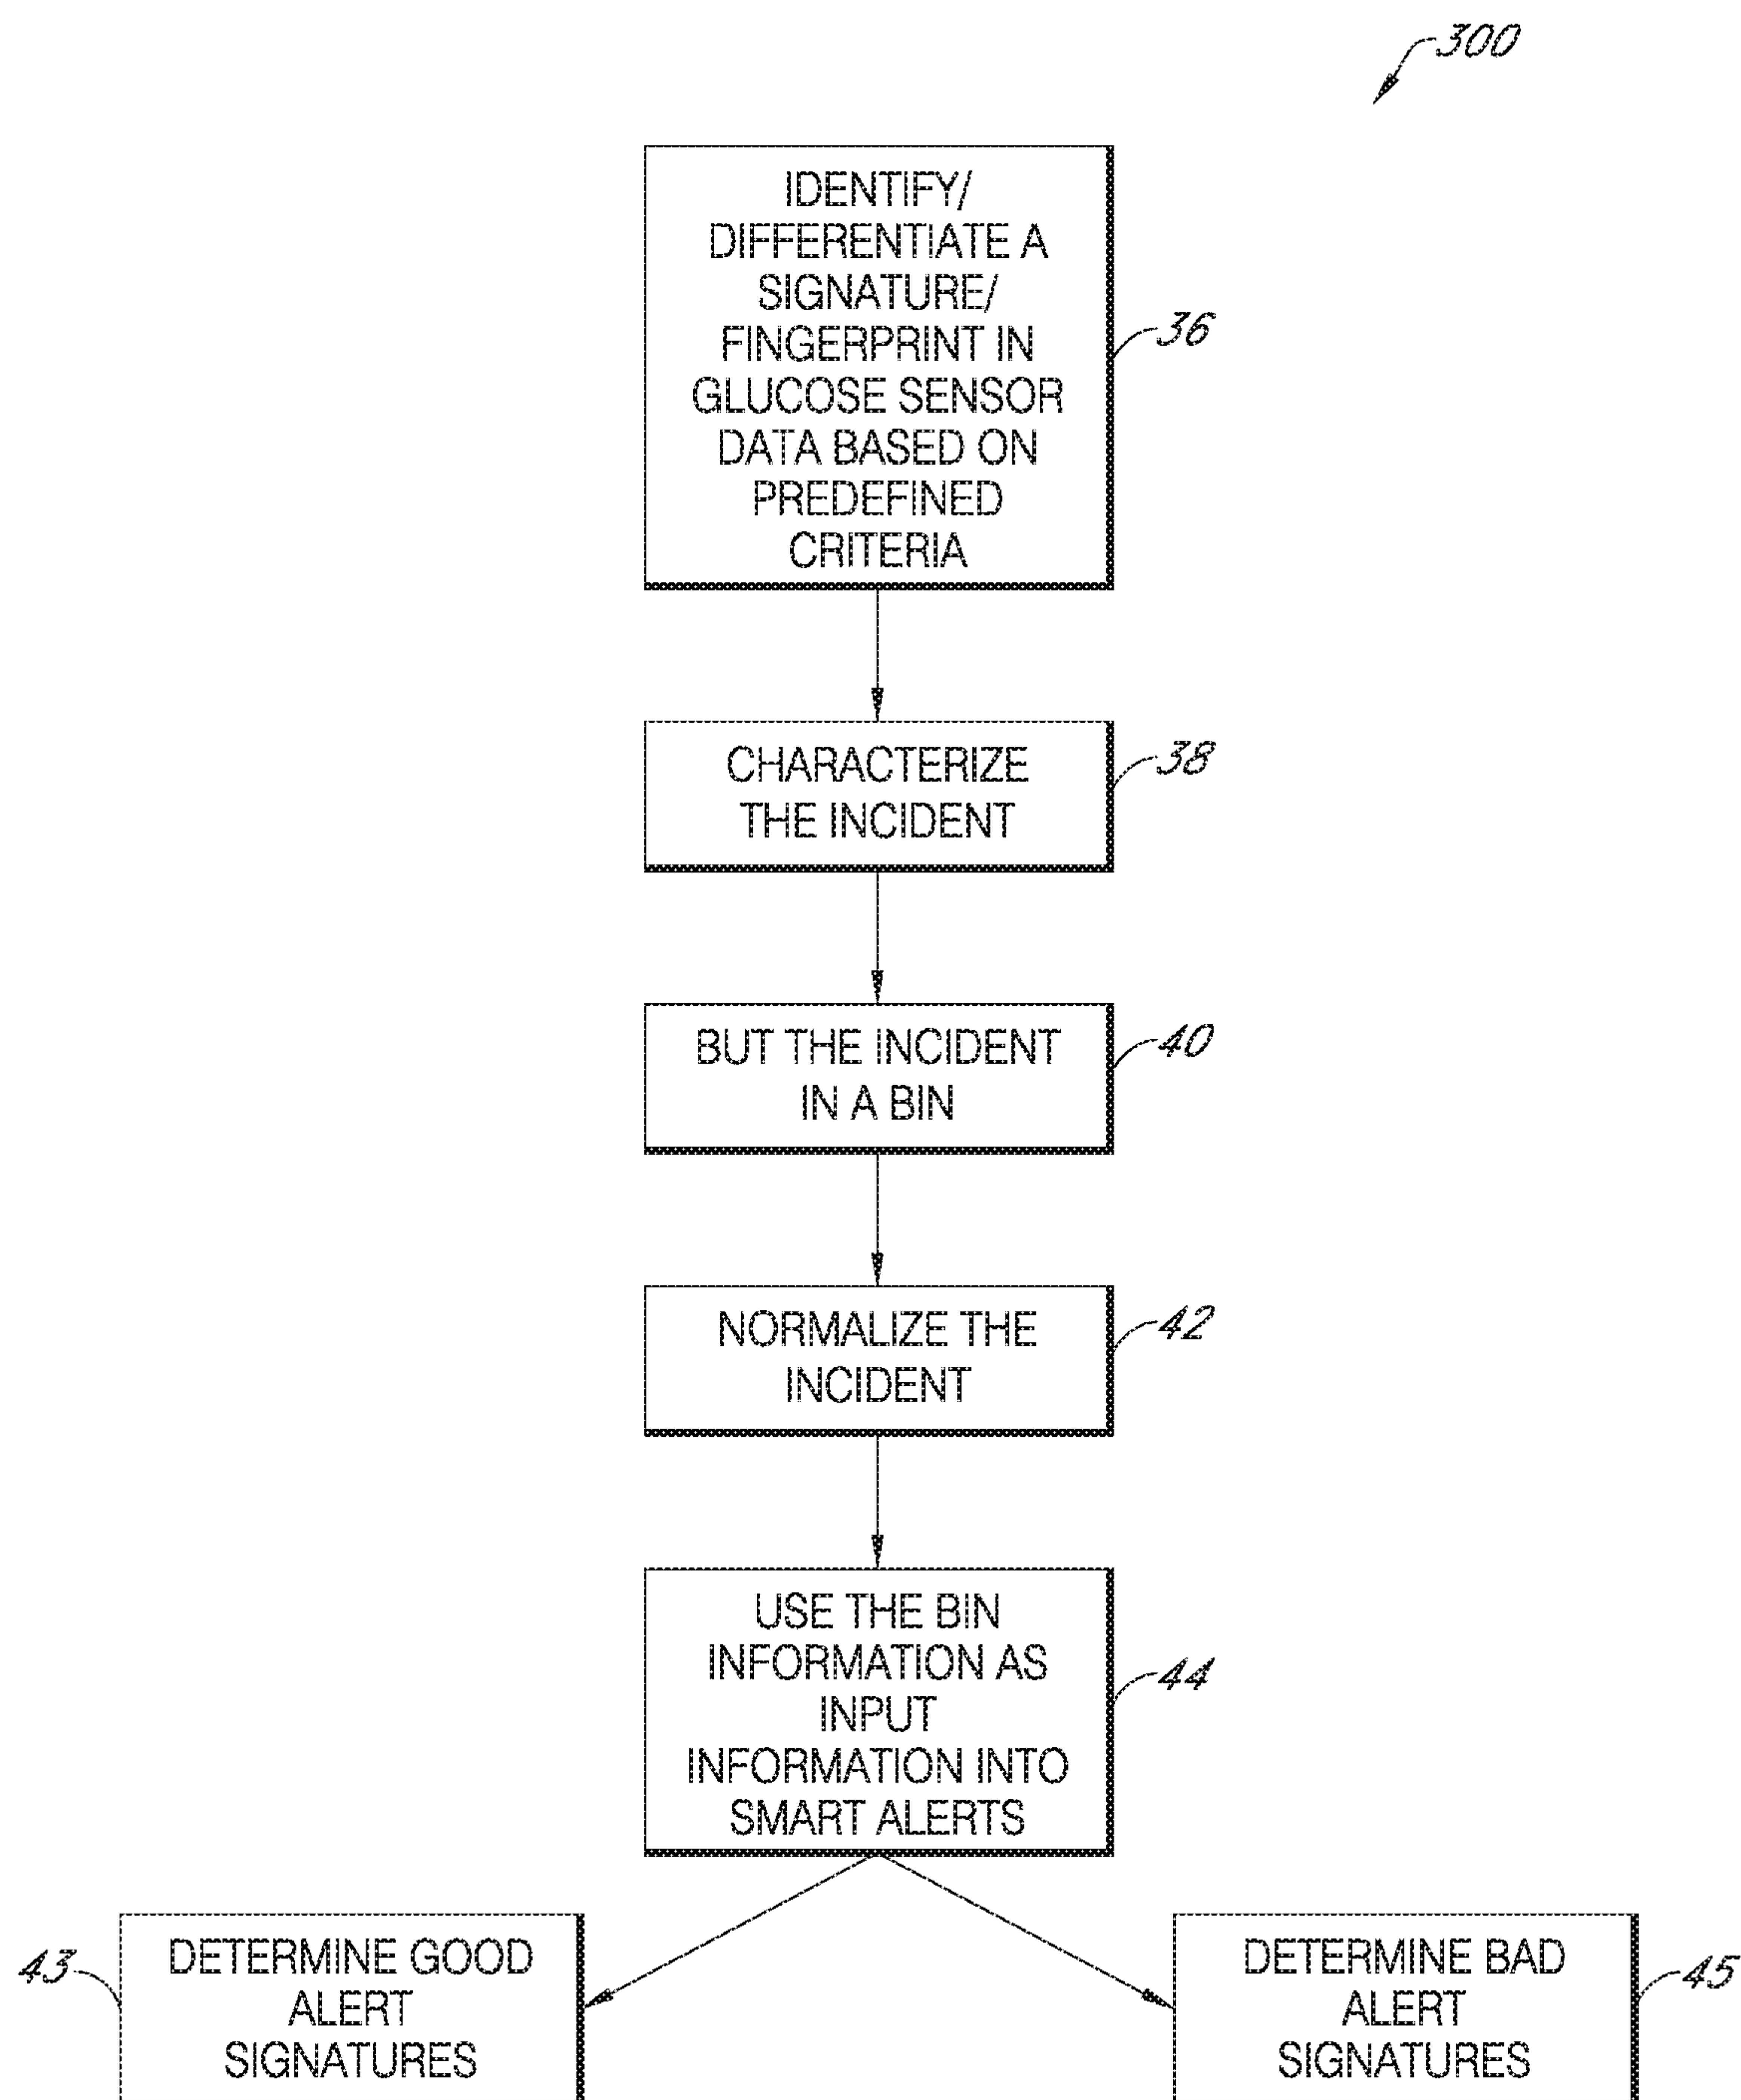 300
IDENTIFY/
DIFFERENTIATE A
SIGNATURE/
FINGERPRINT IN
GLUCOSE SENSOR
DATA BASED ON
PREDEFINED
CRITERIA
36
CHARACTERIZE
THE INCIDENT
38
BUT THE INCIDENT
IN A BIN
40
NORMALIZE THE
INCIDENT
42
USE THE BIN
INFORMATION AS
INPUT
INFORMATION INTO
SMART ALERTS
44
43
DETERMINE GOOD
ALERT
SIGNATURES
DETERMINE BAD
ALERT
SIGNATURES
45